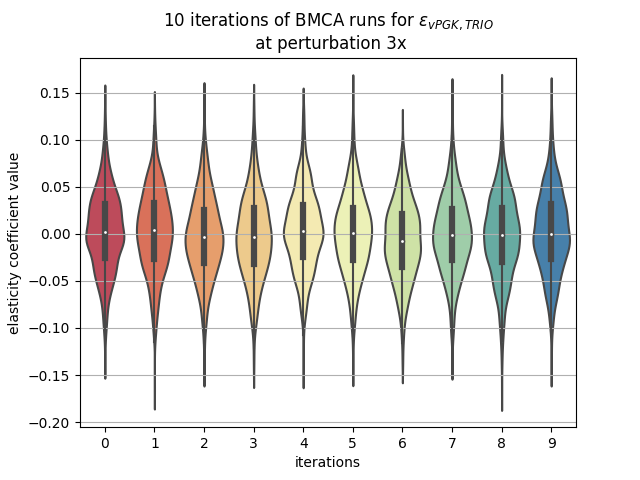 10 iterations of BMCA runs for ε_{vPGK, TRIO}
at perturbation 3x
elasticity coefficient value
0.15
0.10
0.05
0.00
−0.05
−0.10
−0.15
−0.20
0 1 2 3 4 5 6 7 8 9
iterations